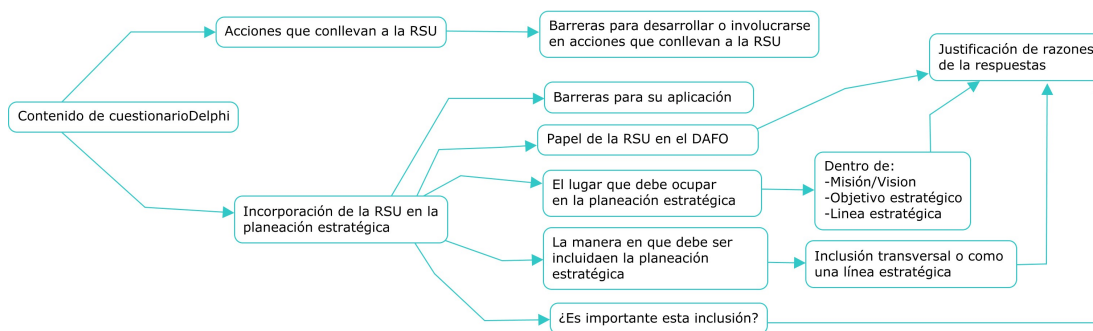 Acciones que conllevan a la RSU
Barreras para desarrollar o involucrarse
en acciones que conllevan a la RSU
Justificación de razones
de la respuestas
Contenido de cuestionarioDelphi
Barreras para su aplicación
Papel de la RSU en el DAFO
El lugar que debe ocupar
en la planeación estratégica
Dentro de:
-Misión/Vision
-Objetivo estratégico
-Linea estratégica
Incorporación de la RSU en la
planeación estratégica
La manera en que debe ser
incluidaen la planeación
estratégica
Inclusión transversal o como
una línea estratégica
¿Es importante esta inclusión?